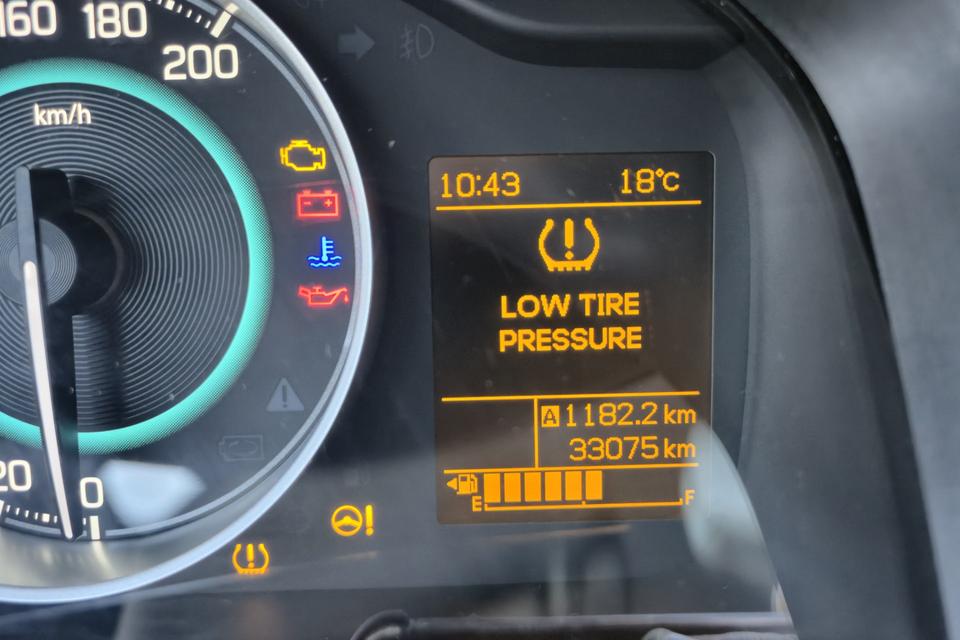 160 180
200
km/h
20 0
10:43 18°C
LOW TIRE
PRESSURE
A 1182.2 km
33075 km
E F